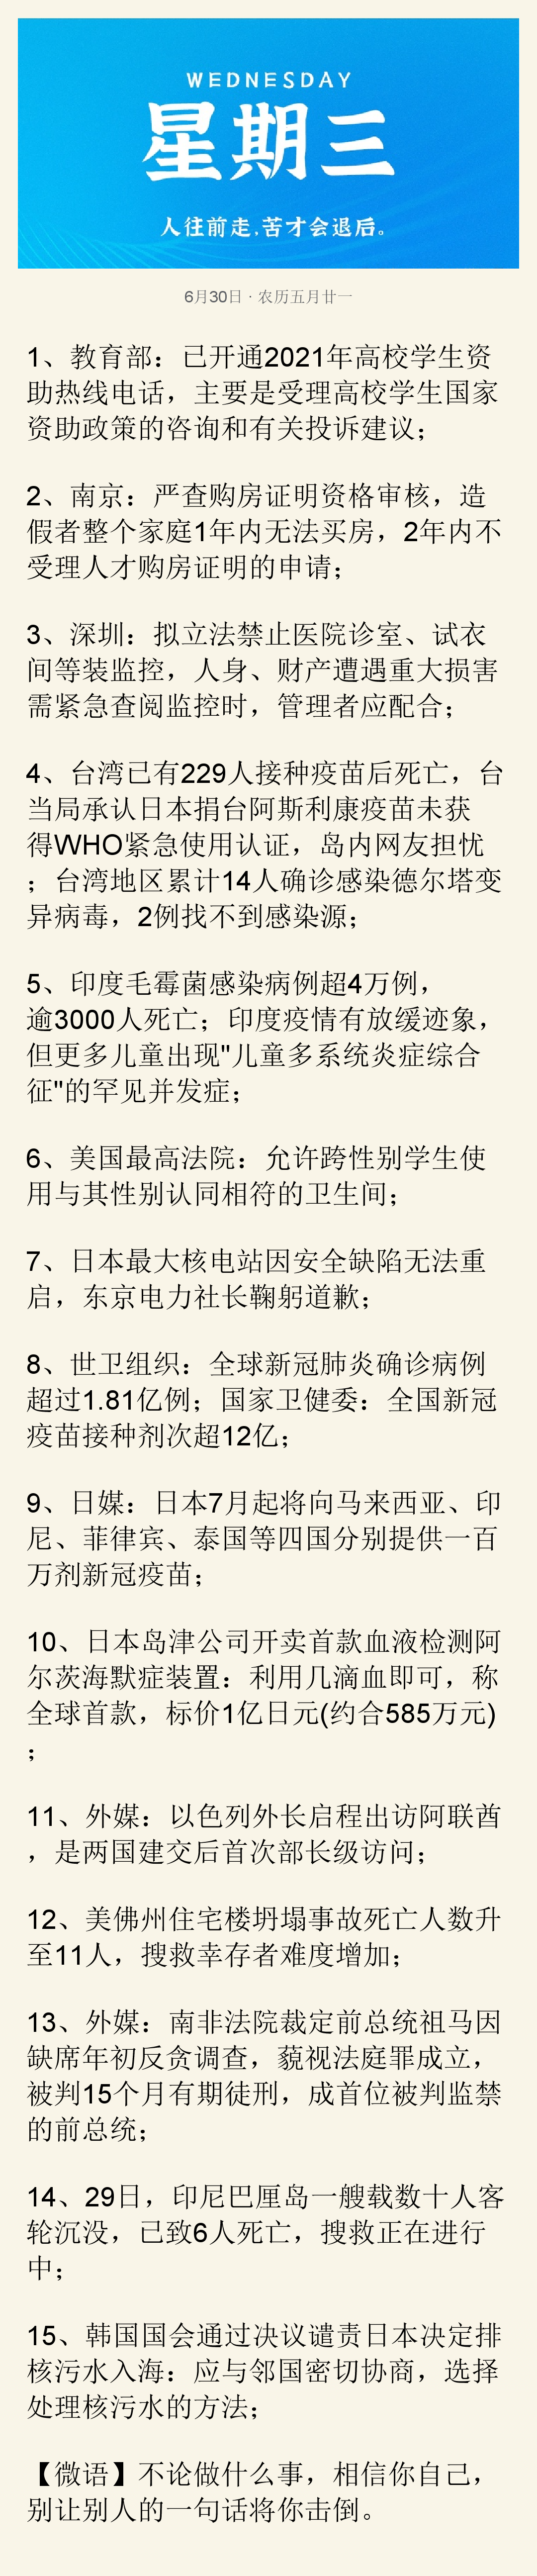 WEDNESDAY
星期三
人往前走,苦才会退后。
6月30日 · 农历五月廿一
1、教育部：已开通2021年高校学生资
助热线电话，主要是受理高校学生国家
资助政策的咨询和有关投诉建议；
2、南京：严查购房证明资格审核，造
假者整个家庭1年内无法买房，2年内不
受理人才购房证明的申请；
3、深圳：拟立法禁止医院诊室、试衣
间等装监控，人身、财产遭遇重大损害
需紧急查阅监控时，管理者应配合；
4、台湾已有229人接种疫苗后死亡，台
当局承认日本捐台阿斯利康疫苗未获
得WHO紧急使用认证，岛内网友担忧
；台湾地区累计14人确诊感染德尔塔变
异病毒，2例找不到感染源；
5、印度毛霉菌感染病例超4万例，
逾3000人死亡；印度疫情有放缓迹象，
但更多儿童出现"儿童多系统炎症综合
征"的罕见并发症；
6、美国最高法院：允许跨性别学生使
用与其性别认同相符的卫生间；
7、日本最大核电站因安全缺陷无法重
启，东京电力社长鞠躬道歉；
8、世卫组织：全球新冠肺炎确诊病例
超过1.81亿例；国家卫健委：全国新冠
疫苗接种剂次超12亿；
9、日媒：日本7月起将向马来西亚、印
尼、菲律宾、泰国等四国分别提供一百
万剂新冠疫苗；
10、日本岛津公司开卖首款血液检测阿
尔茨海默症装置：利用几滴血即可，称
全球首款，标价1亿日元(约合585万元)
；
11、外媒：以色列外长启程出访阿联酋
，是两国建交后首次部长级访问；
12、美佛州住宅楼坍塌事故死亡人数升
至11人，搜救幸存者难度增加；
13、外媒：南非法院裁定前总统祖马因
缺席年初反贪调查，藐视法庭罪成立，
被判15个月有期徒刑，成首位被判监禁
的前总统；
14、29日，印尼巴厘岛一艘载数十人客
轮沉没，已致6人死亡，搜救正在进行
中；
15、韩国国会通过决议谴责日本决定排
核污水入海：应与邻国密切协商，选择
处理核污水的方法；
【微语】不论做什么事，相信你自己，
别让别人的一句话将你击倒。